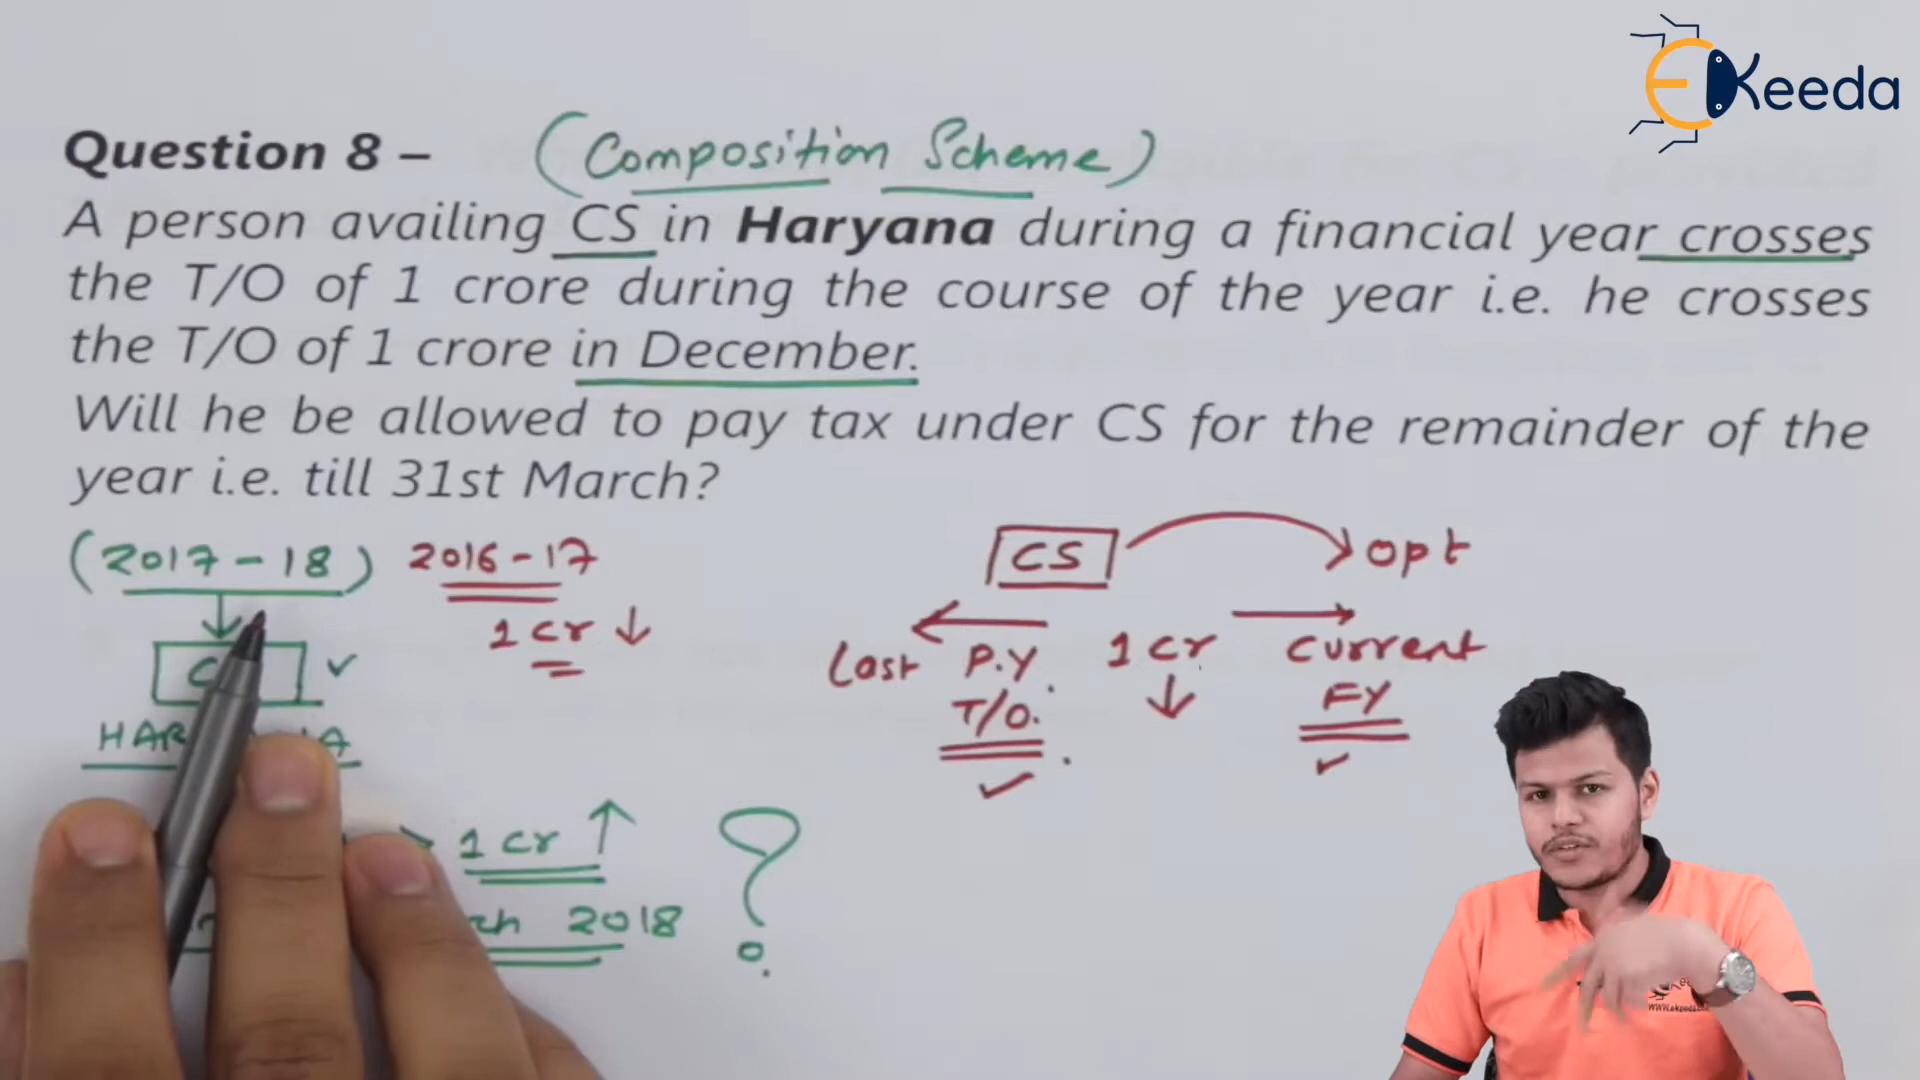 EKeeda
Question 8 – (Composition Scheme)
A person availing CS in Haryana during a financial year crosses
the T/O of 1 crore during the course of the year i.e. he crosses
the T/O of 1 crore in December.
Will he be allowed to pay tax under CS for the remainder of the
year i.e. till 31st March?
(2017-18) 2016-17
1 Cr ↓
CS → opt
Last P.Y T/O. 1 Cr ↓ Current FY
1 Cr ↑ ?
2018